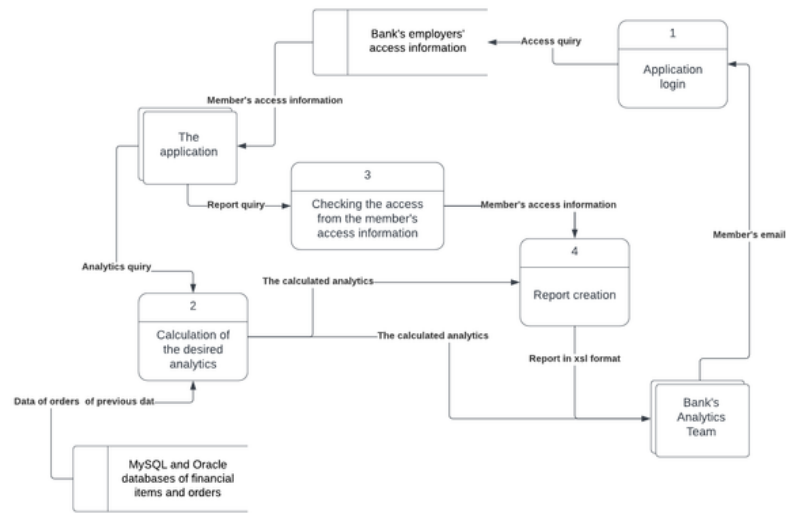 Bank's employers'
access information
Access quiry
1
Application
login
Member's access information
The
application
3
Checking the access
from the member's
access information
Report quiry
Member's access information
4
Report creation
Member's email
Analytics quiry
The calculated analytics
2
Calculation of
the desired
analytics
The calculated analytics
Report in xsl format
Data of orders of previous dat
Bank's
Analytics
Team
MySQL and Oracle
databases of financial
items and orders